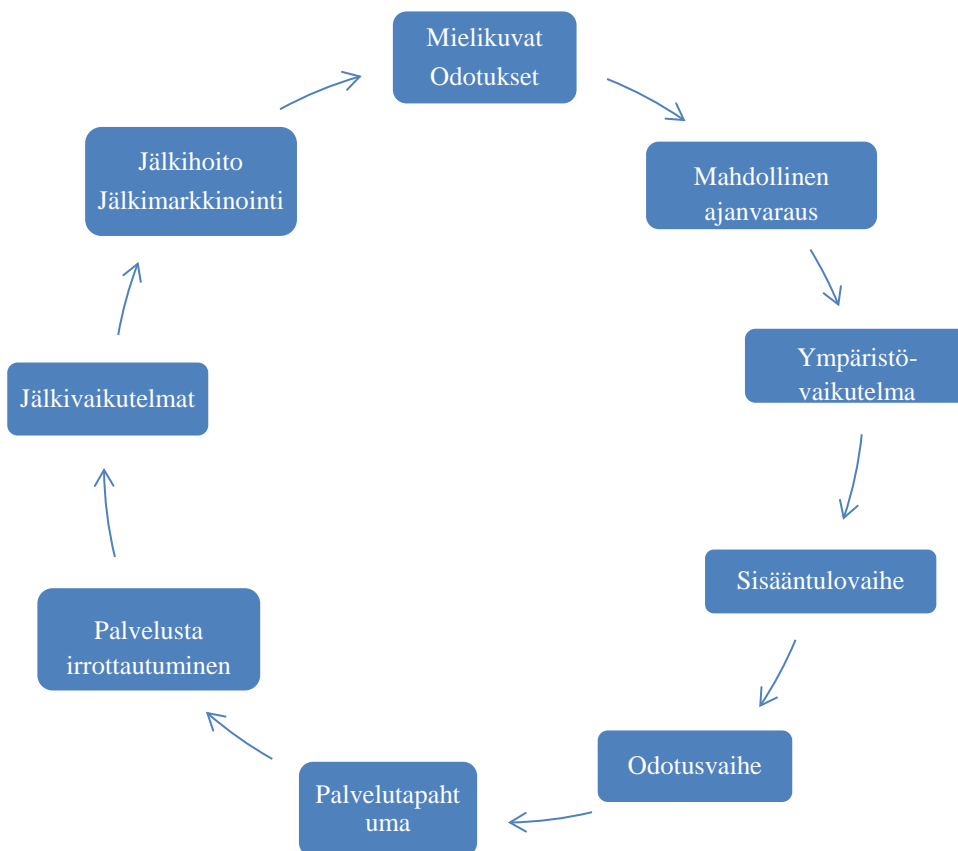 Mielikuvat
Odotukset
Mahdollinen
ajanvaraus
Ympäristö-
vaikutelma
Sisääntulovaihe
Odotusvaihe
Palvelutapaht
uma
Palvelusta
irrottautuminen
Jälkivaikutelmat
Jälkihoito
Jälkimarkkinointi